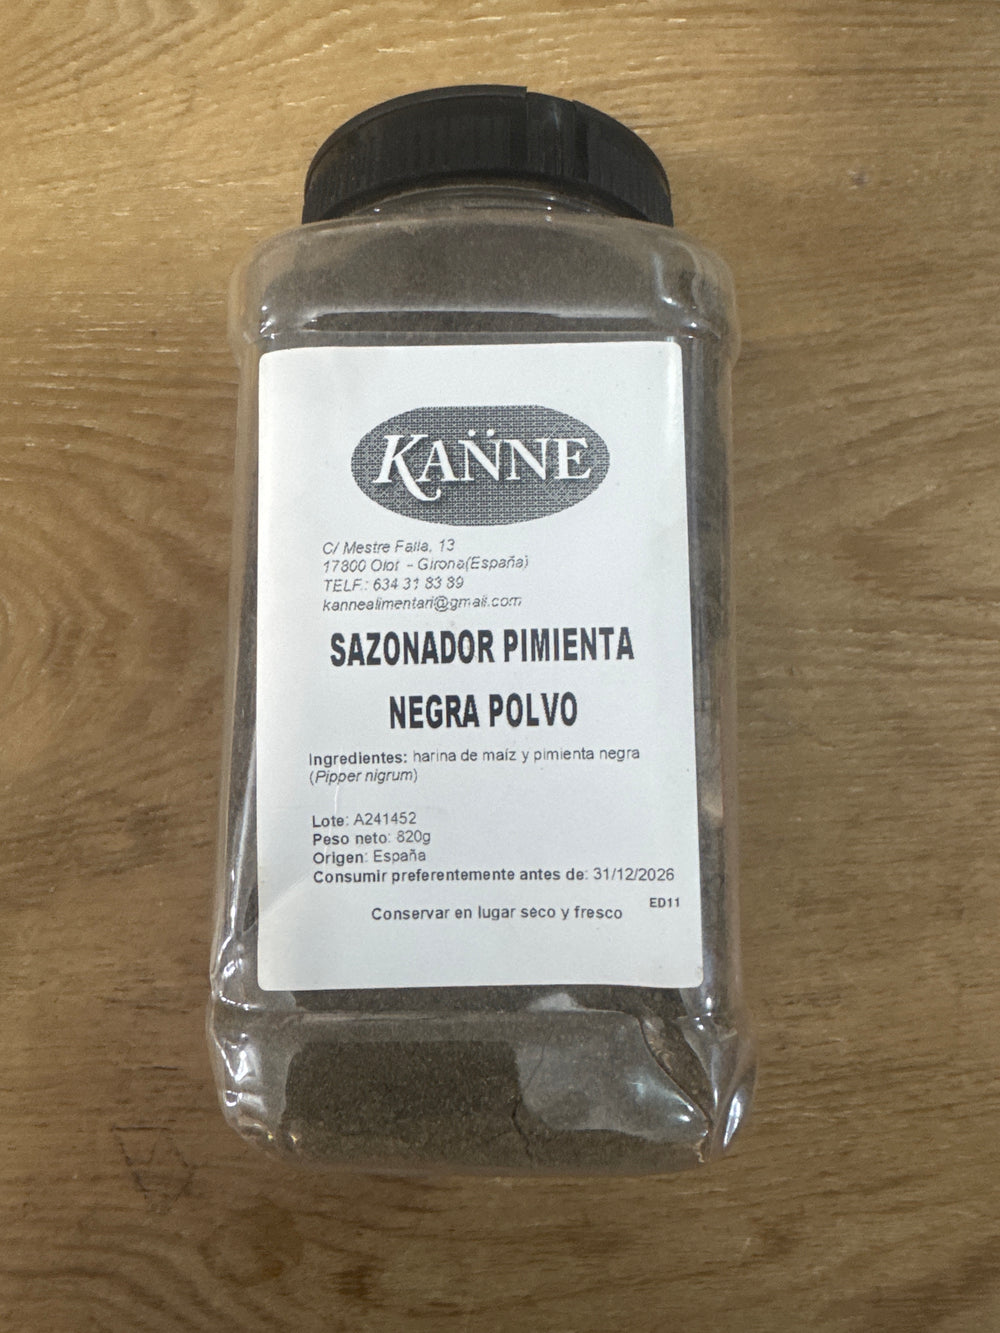 KAN̈NE
C/ Mestre Falla, 13
17800 Olot - Girona(España)
TELF.: 634 31 83 89
kannealimentari@gmail.com
SAZONADOR PIMIENTA
NEGRA POLVO
Ingredientes: harina de maíz y pimienta negra
(Pipper nigrum)
Lote: A241452
Peso neto: 820g
Origen: España
Consumir preferentemente antes de: 31/12/2026
ED11
Conservar en lugar seco y fresco